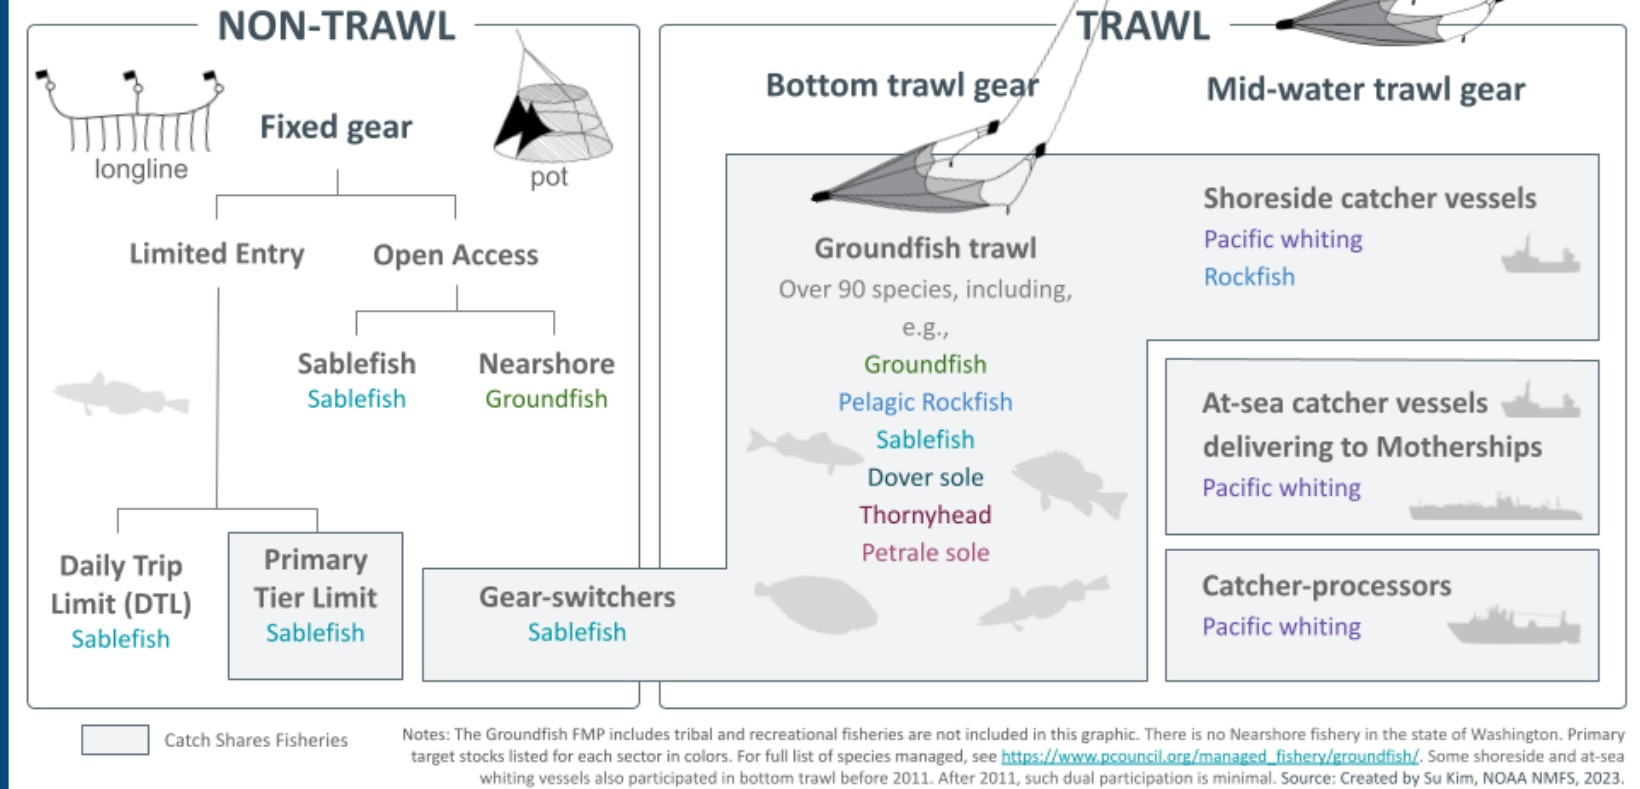 NON-TRAWL
longline
Fixed gear
pot
Limited Entry
Open Access
Sablefish
Sablefish
Nearshore
Groundfish
Daily Trip
Limit (DTL)
Sablefish
Primary
Tier Limit
Sablefish
Gear-switchers
Sablefish
TRAWL
Bottom trawl gear
Mid-water trawl gear
Groundfish trawl
Over 90 species, including,
e.g.,
Groundfish
Pelagic Rockfish
Sablefish
Dover sole
Thornyhead
Petrale sole
Shoreside catcher vessels
Pacific whiting
Rockfish
At-sea catcher vessels
delivering to Motherships
Pacific whiting
Catcher-processors
Pacific whiting
Catch Shares Fisheries
Notes: The Groundfish FMP includes tribal and recreational fisheries are not included in this graphic. There is no Nearshore fishery in the state of Washington. Primary
target stocks listed for each sector in colors. For full list of species managed, see https://www.pcouncil.org/managed_fishery/groundfish/. Some shoreside and at-sea
whiting vessels also participated in bottom trawl before 2011. After 2011, such dual participation is minimal. Source: Created by Su Kim, NOAA NMFS, 2023.